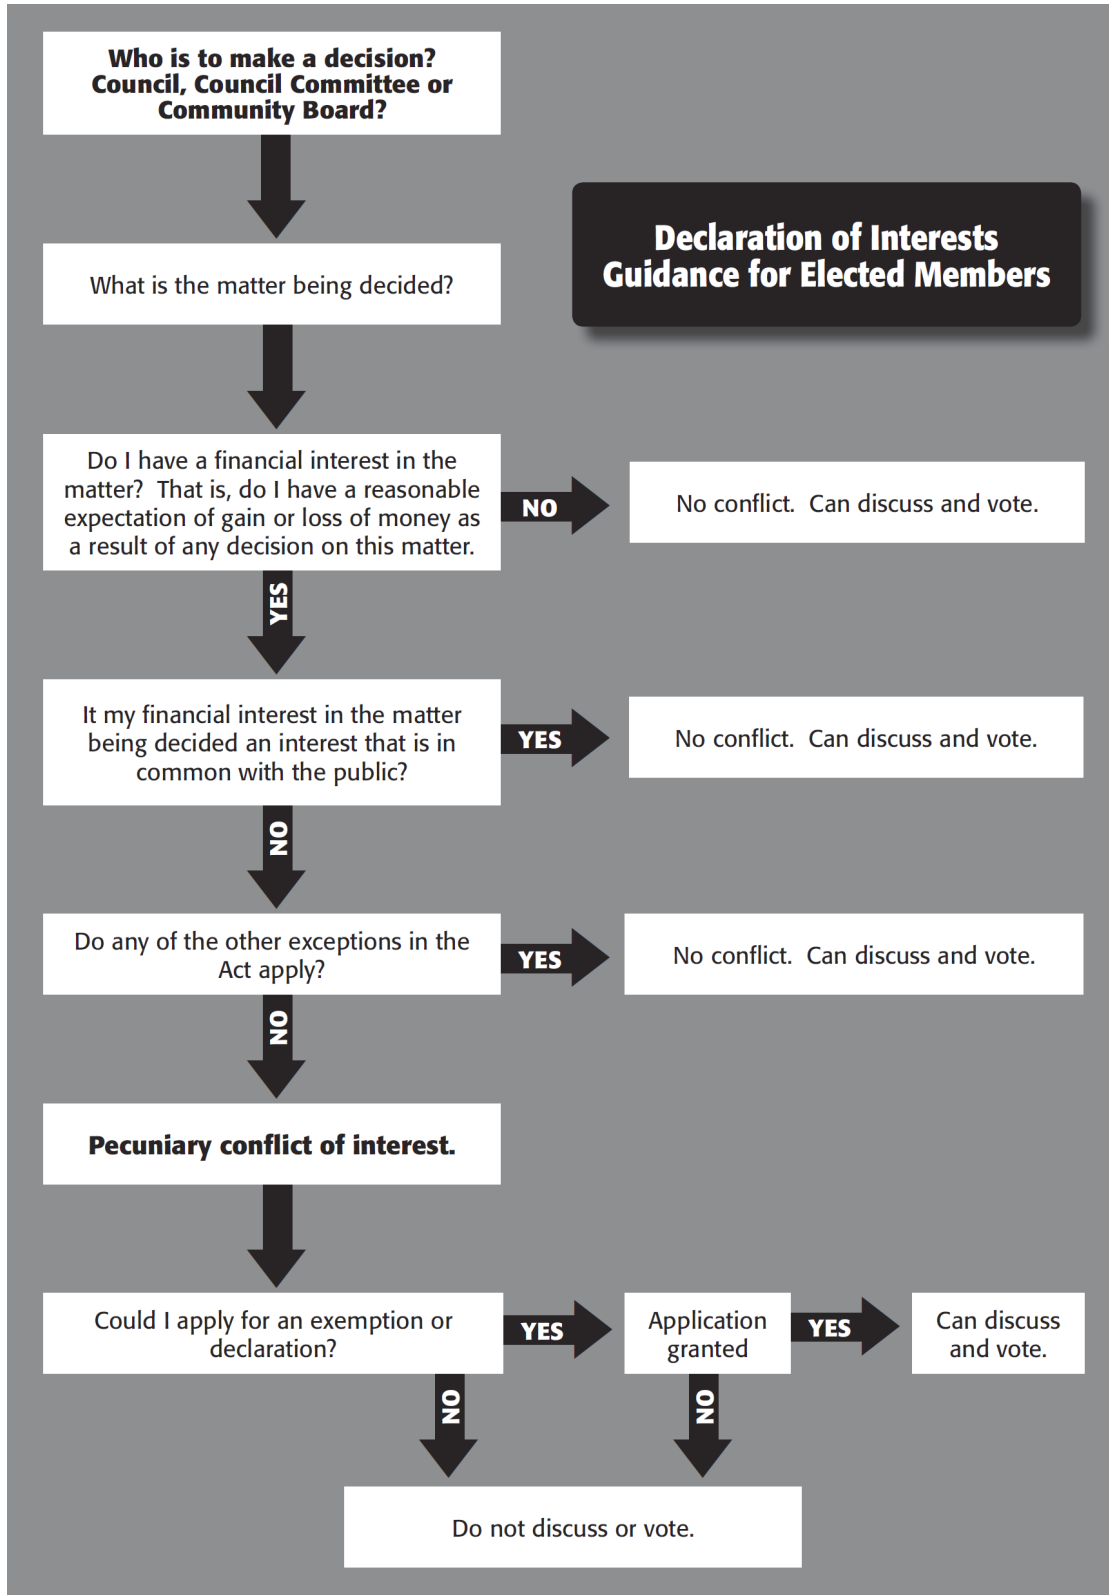 Who is to make a decision?
Council, Council Committee or
Community Board?
Declaration of Interests
Guidance for Elected Members
What is the matter being decided?
Do I have a financial interest in the
matter?  That is, do I have a reasonable
expectation of gain or loss of money as
a result of any decision on this matter.
NO
No conflict.  Can discuss and vote.
YES
It my financial interest in the matter
being decided an interest that is in
common with the public?
YES
No conflict.  Can discuss and vote.
NO
Do any of the other exceptions in the
Act apply?
YES
No conflict.  Can discuss and vote.
NO
Pecuniary conflict of interest.
Could I apply for an exemption or
declaration?
YES
Application
granted
YES
Can discuss
and vote.
NO
NO
Do not discuss or vote.